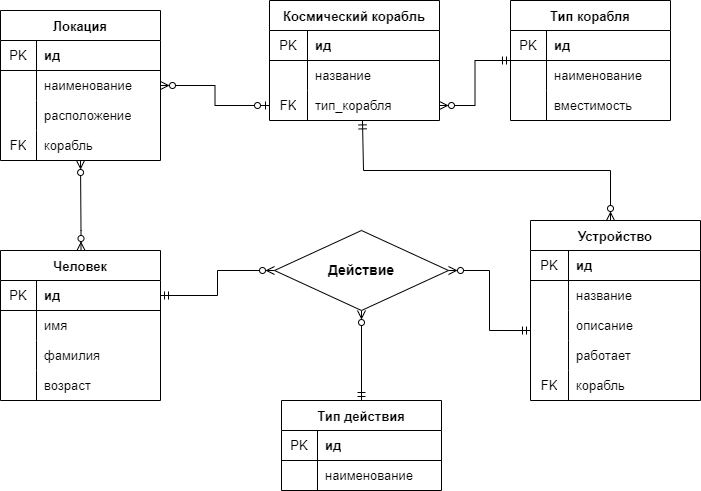 Локация
PK ид
наименование
расположение
FK корабль
Космический корабль
PK ид
название
FK тип_корабля
Тип корабля
PK ид
наименование
вместимость
Человек
PK ид
имя
фамилия
возраст
Действие
Устройство
PK ид
название
описание
работает
FK корабль
Тип действия
PK ид
наименование